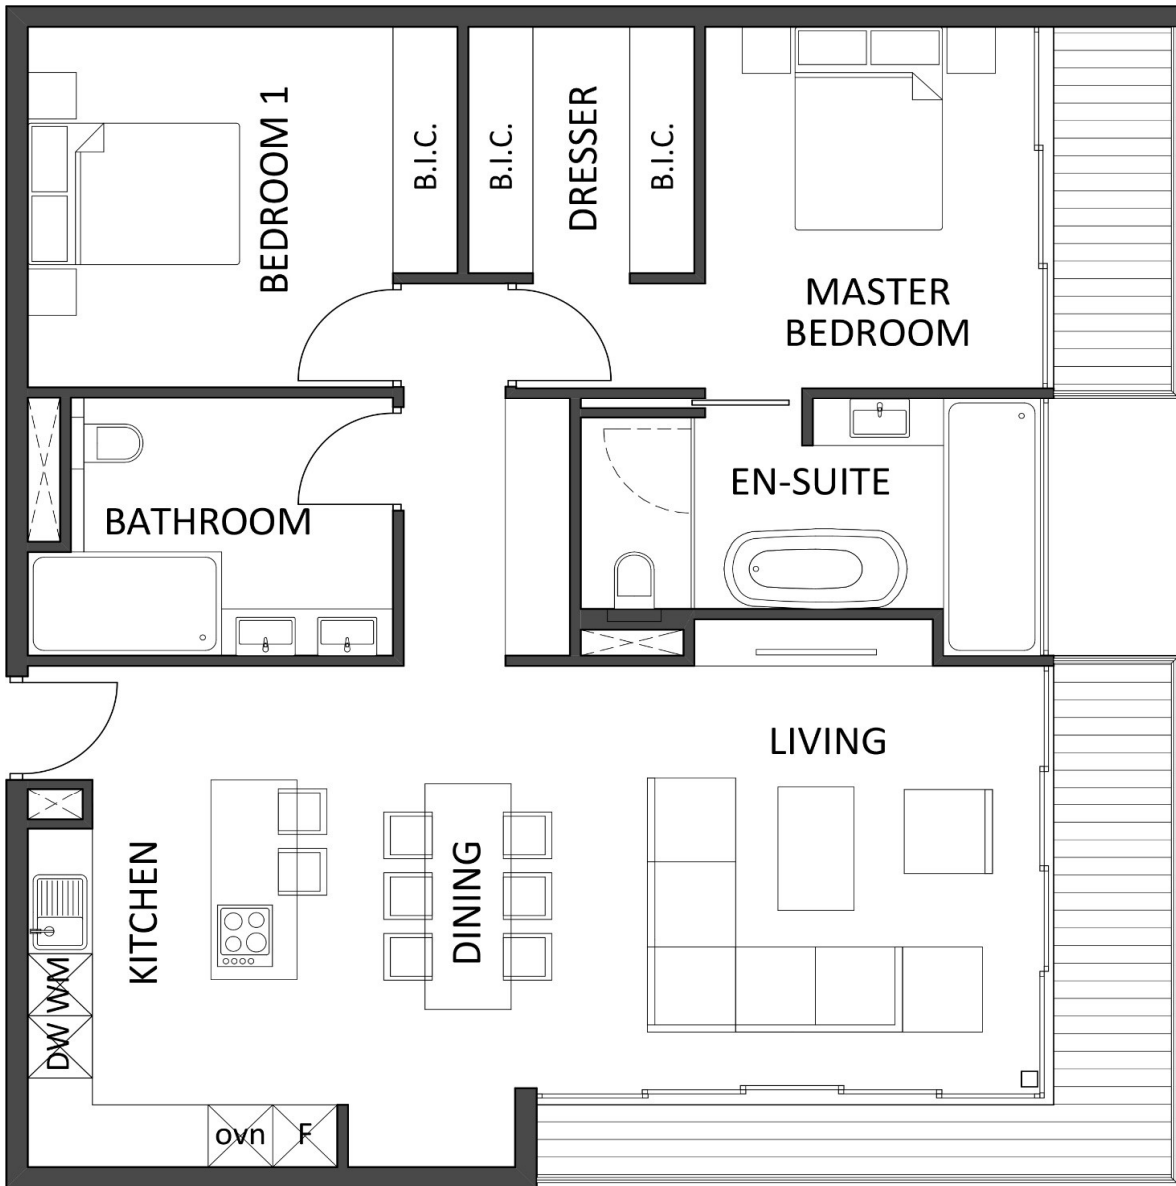 BEDROOM 1
B.I.C.
B.I.C.
DRESSER
B.I.C.
MASTER
BEDROOM
BATHROOM
EN-SUITE
LIVING
KITCHEN
DINING
DW WM
ovn
F